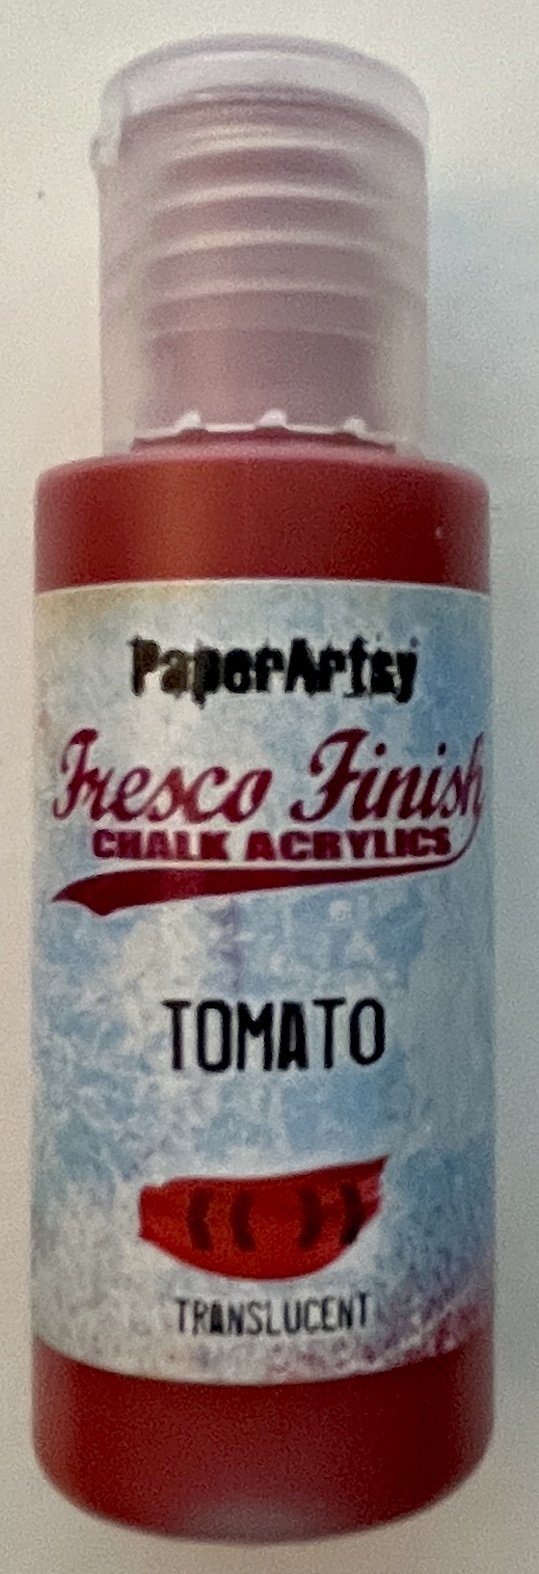 PaperArtsy
Fresco Finish
CHALK ACRYLICS
TOMATO
TRANSLUCENT